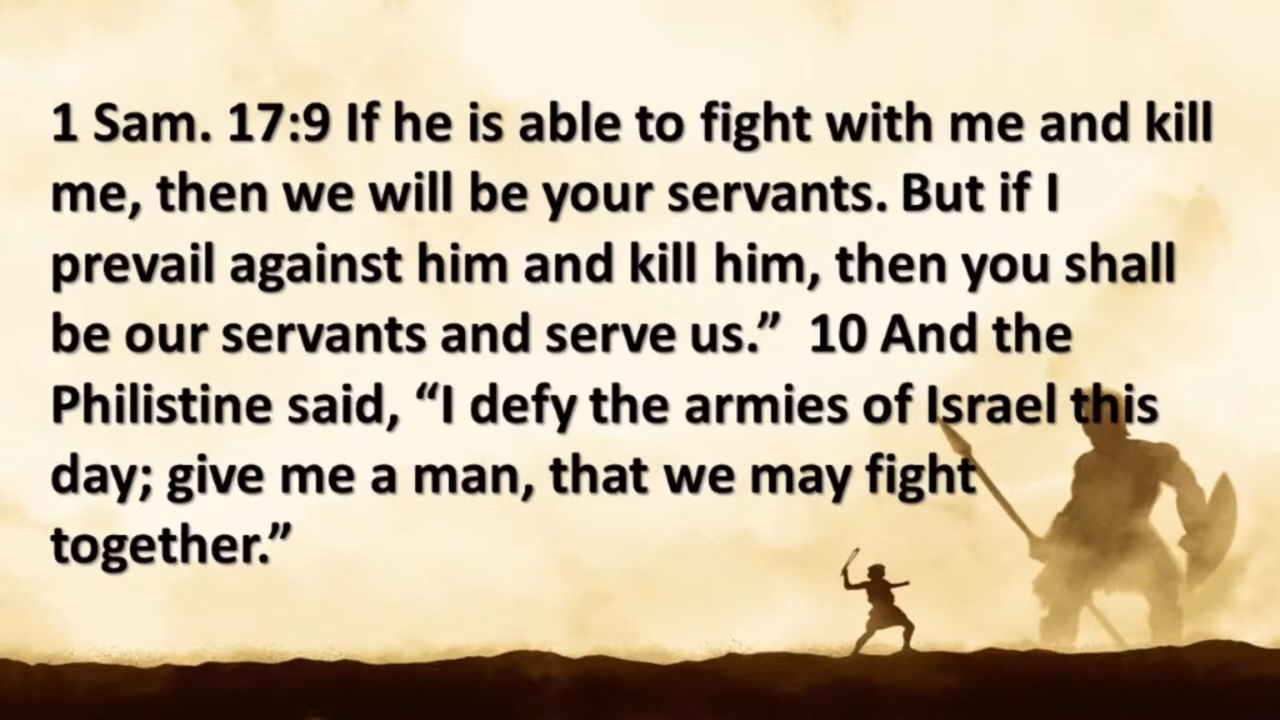 1 Sam. 17:9 If he is able to fight with me and kill
me, then we will be your servants. But if I
prevail against him and kill him, then you shall
be our servants and serve us.”  10 And the
Philistine said, “I defy the armies of Israel this
day; give me a man, that we may fight
together.”